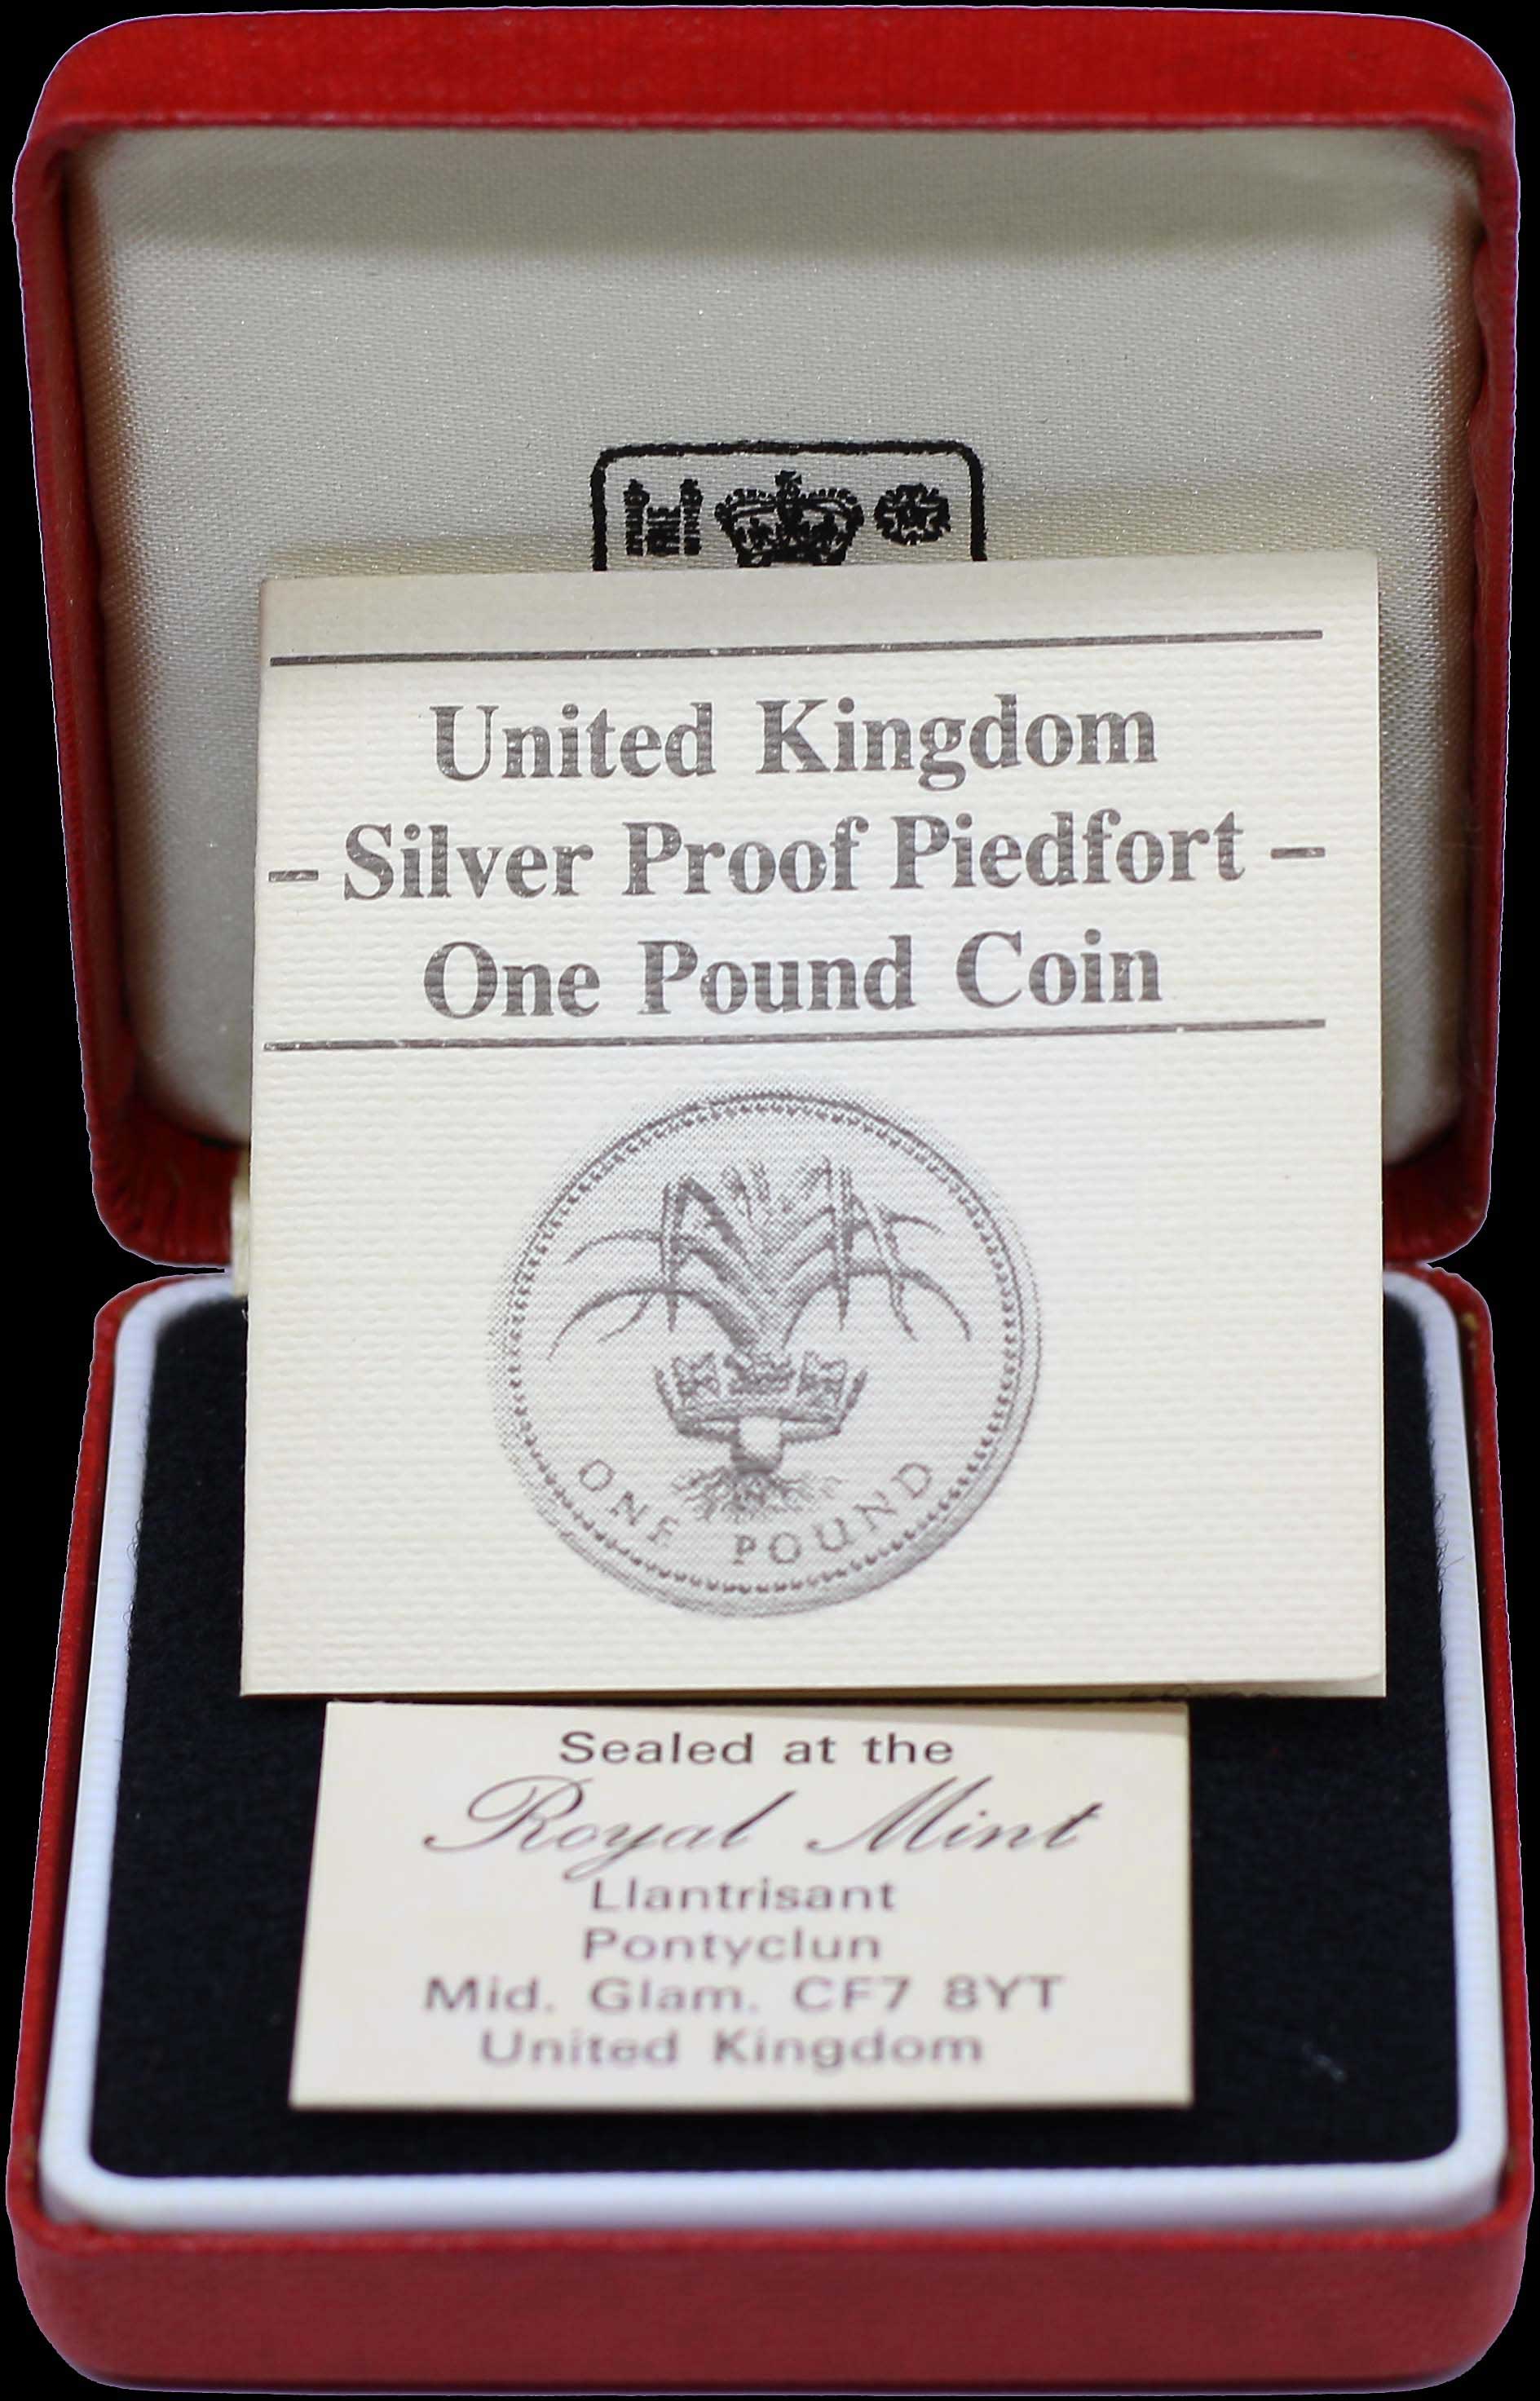 THE
United Kingdom
– Silver Proof Piedfort –
One Pound Coin
ONE POUND
Sealed at the
Royal Mint
Llantrisant
Pontyclun
Mid. Glam. CF7 8YT
United Kingdom